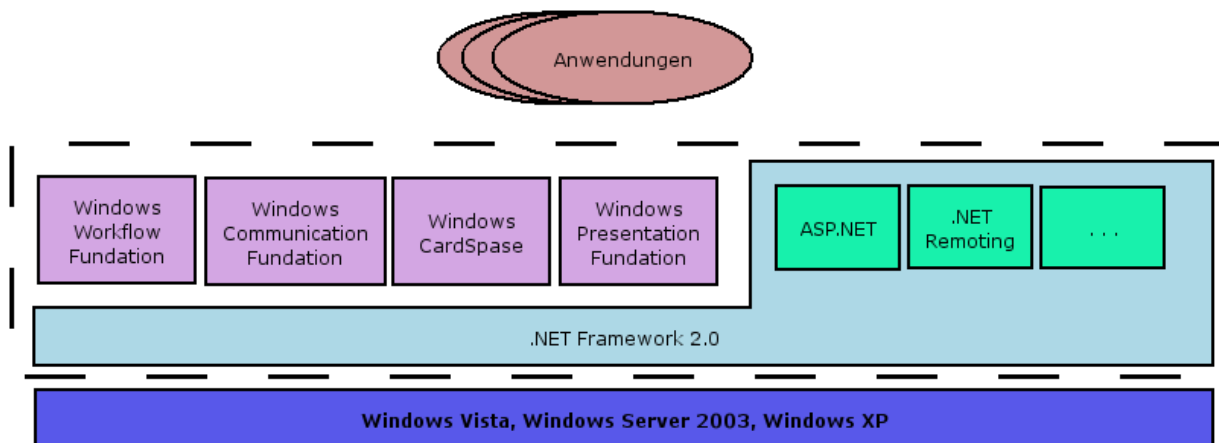 Anwendungen
Windows
Workflow
Fundation
Windows
Communication
Fundation
Windows
CardSpase
Windows
Presentation
Fundation
ASP.NET
.NET
Remoting
. . .
.NET Framework 2.0
Windows Vista, Windows Server 2003, Windows XP